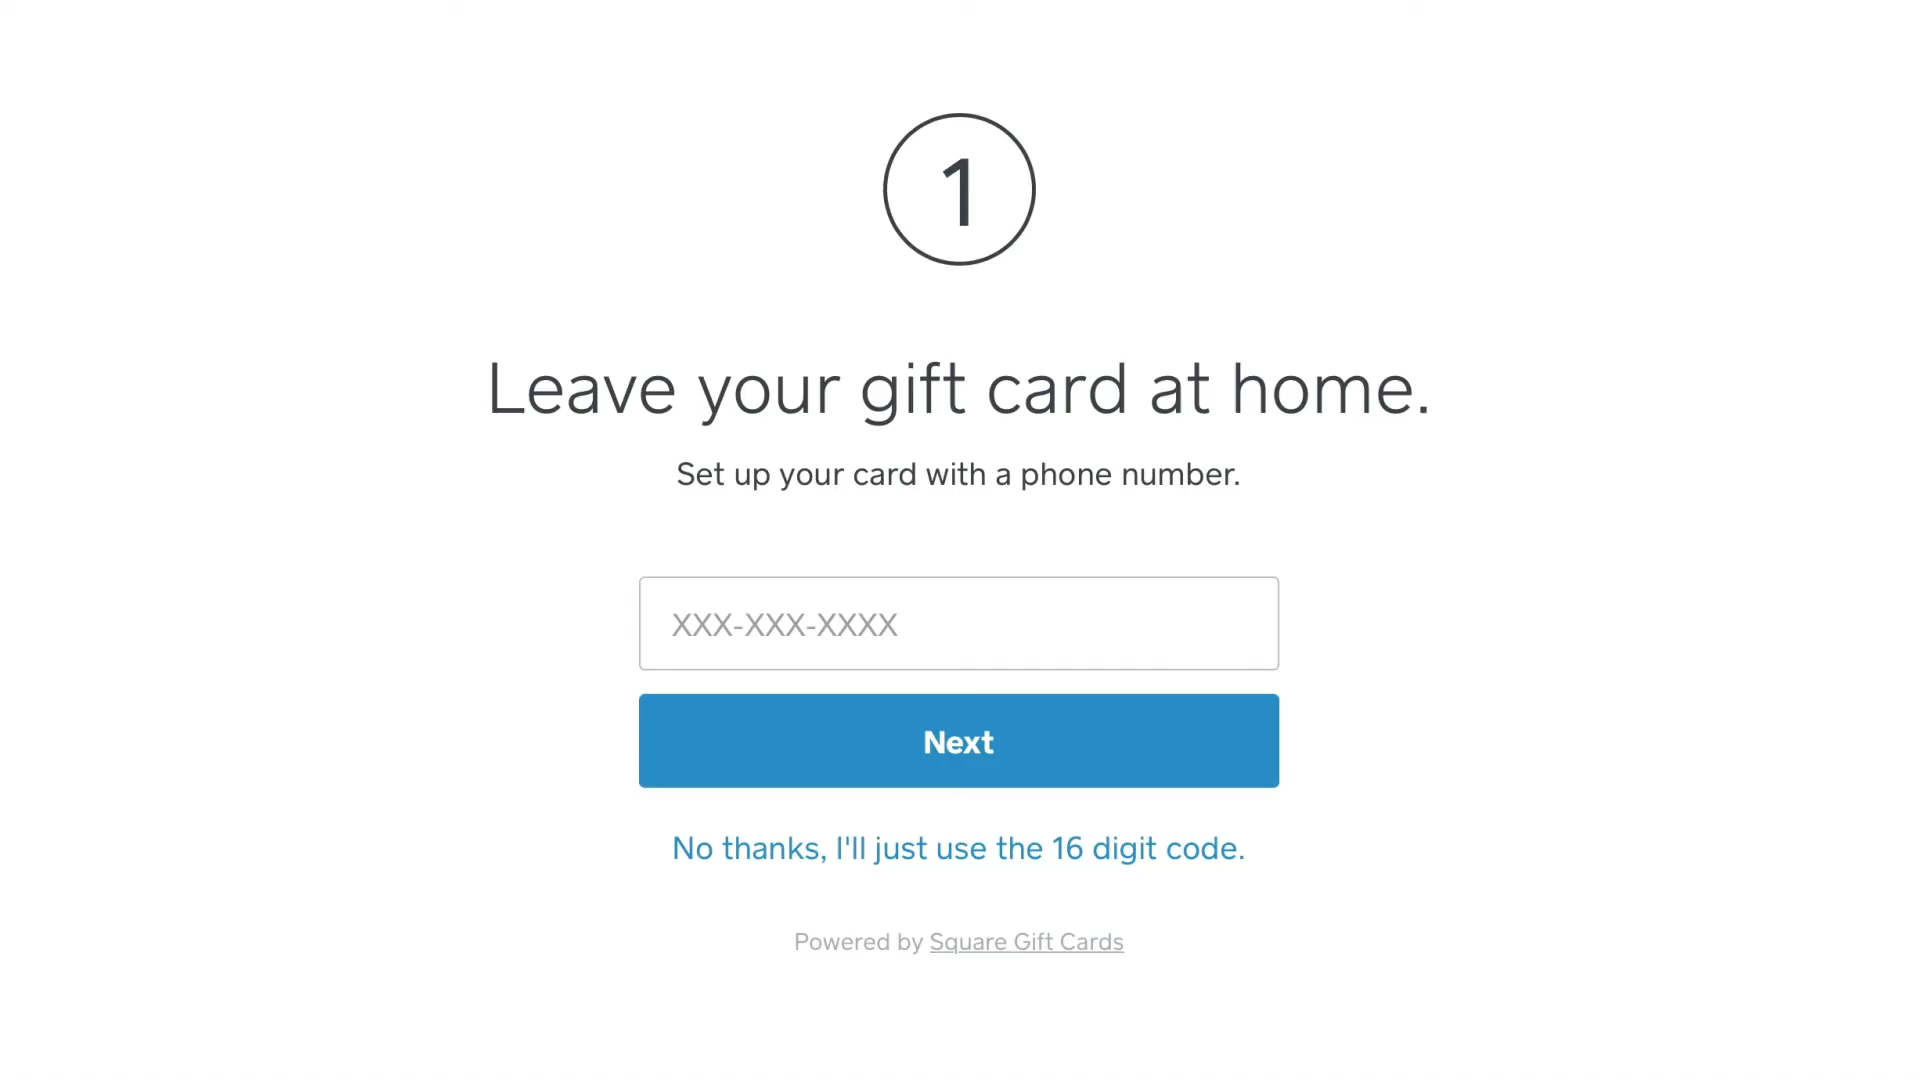 1
Leave your gift card at home.
Set up your card with a phone number.
XXX-XXX-XXXX
Next
No thanks, I'll just use the 16 digit code.
Powered by Square Gift Cards